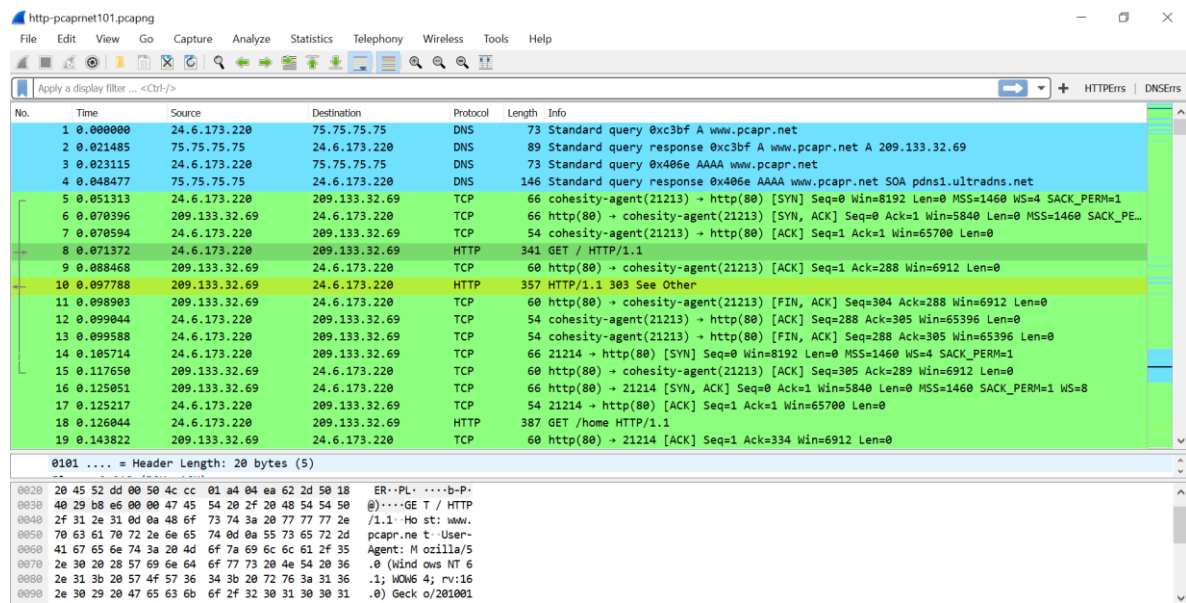 http-pcaprnet101.pcapng
File Edit View Go Capture Analyze Statistics Telephony Wireless Tools Help
Apply a display filter ... <Ctrl-/> HTTPErrs | DNSErrs
No. Time Source Destination Protocol Length Info
1 0.000000 24.6.173.220 75.75.75.75 DNS 73 Standard query 0xc3bf A www.pcapr.net
2 0.021485 75.75.75.75 24.6.173.220 DNS 89 Standard query response 0xc3bf A www.pcapr.net A 209.133.32.69
3 0.023115 24.6.173.220 75.75.75.75 DNS 73 Standard query 0x406e AAAA www.pcapr.net
4 0.048477 75.75.75.75 24.6.173.220 DNS 146 Standard query response 0x406e AAAA www.pcapr.net SOA pdns1.ultradns.net
5 0.051313 24.6.173.220 209.133.32.69 TCP 66 cohesity-agent(21213) → http(80) [SYN] Seq=0 Win=8192 Len=0 MSS=1460 WS=4 SACK_PERM=1
6 0.070396 209.133.32.69 24.6.173.220 TCP 66 http(80) → cohesity-agent(21213) [SYN, ACK] Seq=0 Ack=1 Win=5840 Len=0 MSS=1460 SACK_PE…
7 0.070594 24.6.173.220 209.133.32.69 TCP 54 cohesity-agent(21213) → http(80) [ACK] Seq=1 Ack=1 Win=65700 Len=0
8 0.071372 24.6.173.220 209.133.32.69 HTTP 341 GET / HTTP/1.1
9 0.088468 209.133.32.69 24.6.173.220 TCP 60 http(80) → cohesity-agent(21213) [ACK] Seq=1 Ack=288 Win=6912 Len=0
10 0.097788 209.133.32.69 24.6.173.220 HTTP 357 HTTP/1.1 303 See Other
11 0.098903 209.133.32.69 24.6.173.220 TCP 60 http(80) → cohesity-agent(21213) [FIN, ACK] Seq=304 Ack=288 Win=6912 Len=0
12 0.099044 24.6.173.220 209.133.32.69 TCP 54 cohesity-agent(21213) → http(80) [ACK] Seq=288 Ack=305 Win=65396 Len=0
13 0.099588 24.6.173.220 209.133.32.69 TCP 54 cohesity-agent(21213) → http(80) [FIN, ACK] Seq=288 Ack=305 Win=65396 Len=0
14 0.105714 24.6.173.220 209.133.32.69 TCP 66 21214 → http(80) [SYN] Seq=0 Win=8192 Len=0 MSS=1460 WS=4 SACK_PERM=1
15 0.117650 209.133.32.69 24.6.173.220 TCP 60 http(80) → cohesity-agent(21213) [ACK] Seq=305 Ack=289 Win=6912 Len=0
16 0.125051 209.133.32.69 24.6.173.220 TCP 66 http(80) → 21214 [SYN, ACK] Seq=0 Ack=1 Win=5840 Len=0 MSS=1460 SACK_PERM=1 WS=8
17 0.125217 24.6.173.220 209.133.32.69 TCP 54 21214 → http(80) [ACK] Seq=1 Ack=1 Win=65700 Len=0
18 0.126044 24.6.173.220 209.133.32.69 HTTP 387 GET /home HTTP/1.1
19 0.143822 209.133.32.69 24.6.173.220 TCP 60 http(80) → 21214 [ACK] Seq=1 Ack=334 Win=6912 Len=0
0101 .... = Header Length: 20 bytes (5)
0020 20 45 52 dd 00 50 4c cc 01 a4 04 ea 62 2d 50 18 ER··PL· ····b-P·
0030 40 29 b8 e6 00 00 47 45 54 20 2f 20 48 54 54 50 @)····GE T / HTTP
0040 2f 31 2e 31 0d 0a 48 6f 73 74 3a 20 77 77 77 2e /1.1··Ho st: www.
0050 70 63 61 70 72 2e 6e 65 74 0d 0a 55 73 65 72 2d pcapr.ne t··User-
0060 41 67 65 6e 74 3a 20 4d 6f 7a 69 6c 6c 61 2f 35 Agent: M ozilla/5
0070 2e 30 20 28 57 69 6e 64 6f 77 73 20 4e 54 20 36 .0 (Wind ows NT 6
0080 2e 31 3b 20 57 4f 57 36 34 3b 20 72 76 3a 31 36 .1; WOW6 4; rv:16
0090 2e 30 29 20 47 65 63 6b 6f 2f 32 30 31 30 30 31 .0) Geck o/201001